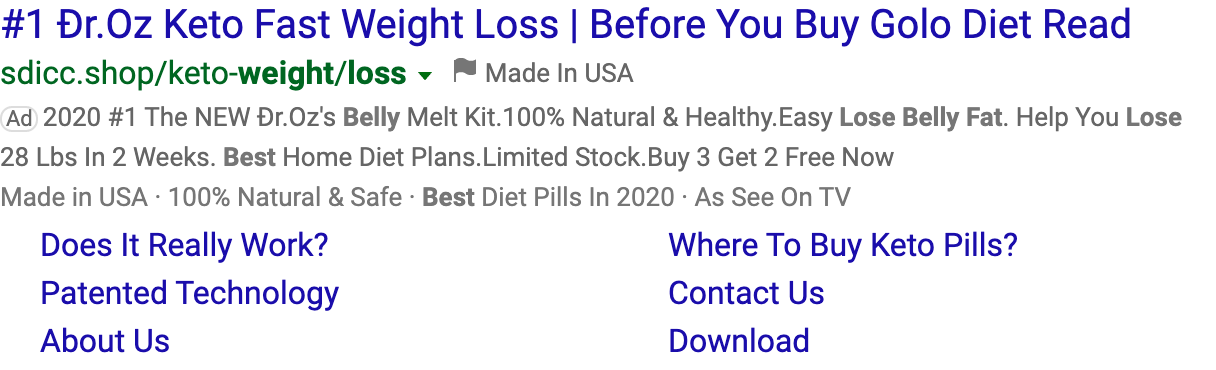 #1 Ðr.Oz Keto Fast Weight Loss | Before You Buy Golo Diet Read
sdicc.shop/keto-weight/loss Made In USA
Ad 2020 #1 The NEW Ðr.Oz's Belly Melt Kit.100% Natural & Healthy.Easy Lose Belly Fat. Help You Lose
28 Lbs In 2 Weeks. Best Home Diet Plans.Limited Stock.Buy 3 Get 2 Free Now
Made in USA · 100% Natural & Safe · Best Diet Pills In 2020 · As See On TV
Does It Really Work? Where To Buy Keto Pills?
Patented Technology Contact Us
About Us Download